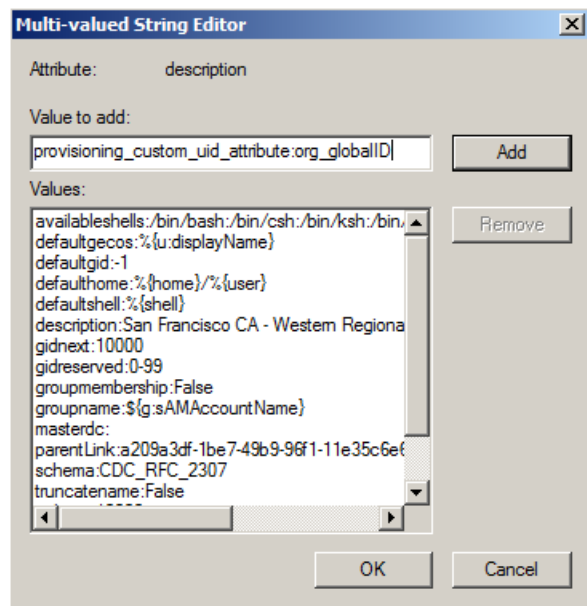 Multi-valued String Editor
Attribute: description
Value to add:
provisioning_custom_uid_attribute:org_globalID
Add
Values:
Remove
availableshells:/bin/bash:/bin/csh:/bin/ksh:/bin/
defaultgecos:%{u:displayName}
defaultgid:-1
defaulthome:%{home}/%{user}
defaultshell:%{shell}
description:San Francisco CA - Western Regiona
gidnext:10000
gidreserved:0-99
groupmembership:False
groupname:${g:sAMAccountName}
masterdc:
parentLink:a209a3df-1be7-49b9-96f1-11e35c6e6
schema:CDC_RFC_2307
truncatename:False
OK
Cancel